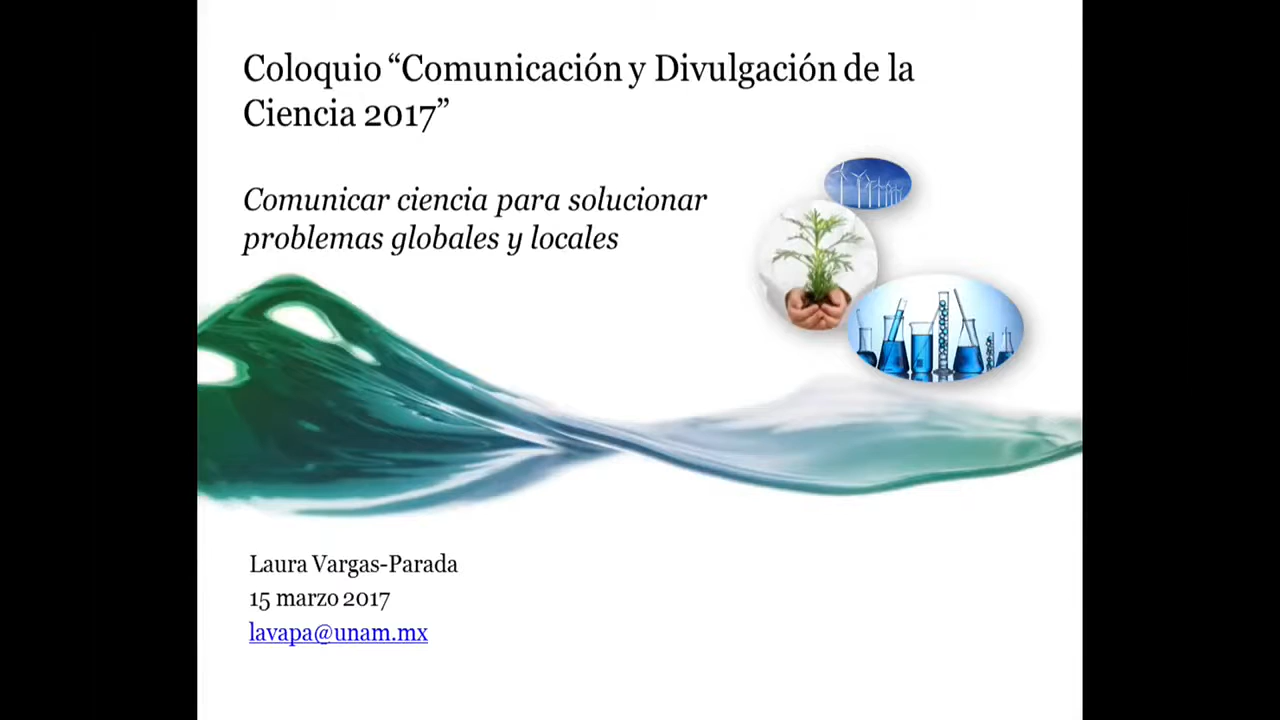 Coloquio “Comunicación y Divulgación de la
Ciencia 2017”
Comunicar ciencia para solucionar
problemas globales y locales
Laura Vargas-Parada
15 marzo 2017
lavapa@unam.mx